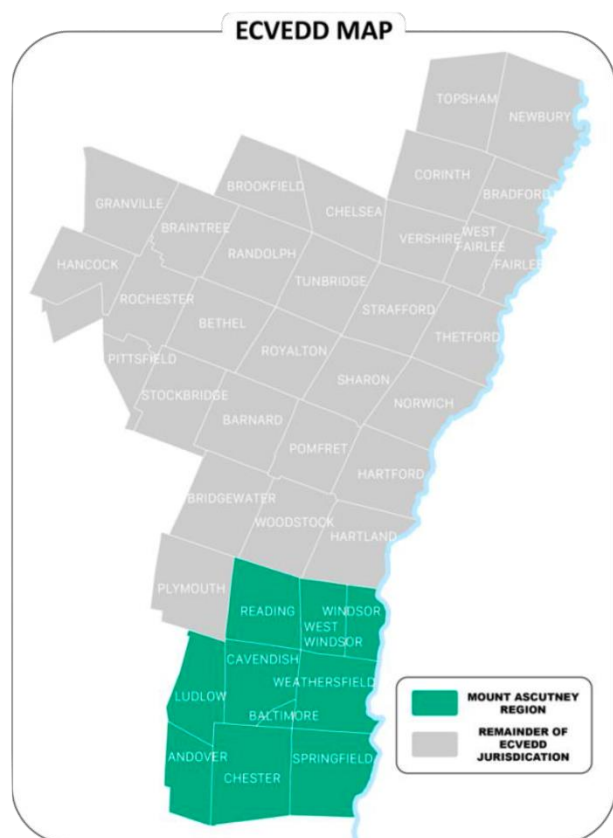 ECVEDD MAP
TOPSHAM
NEWBURY
CORINTH
BRADFORD
BROOKFIELD
CHELSEA
GRANVILLE
BRAINTREE
RANDOLPH
VERSHIRE
WEST
FAIRLEE
FAIRLEE
HANCOCK
TUNBRIDGE
ROCHESTER
STRAFFORD
BETHEL
THETFORD
ROYALTON
PITTSFIELD
SHARON
STOCKBRIDGE
NORWICH
BARNARD
POMFRET
HARTFORD
BRIDGEWATER
WOODSTOCK
HARTLAND
PLYMOUTH
READING
WINDSOR
WEST
WINDSOR
CAVENDISH
WEATHERSFIELD
LUDLOW
BALTIMORE
ANDOVER
SPRINGFIELD
CHESTER
MOUNT ASCUTNEY
REGION
REMAINDER OF
ECVEDD
JURISDICATION